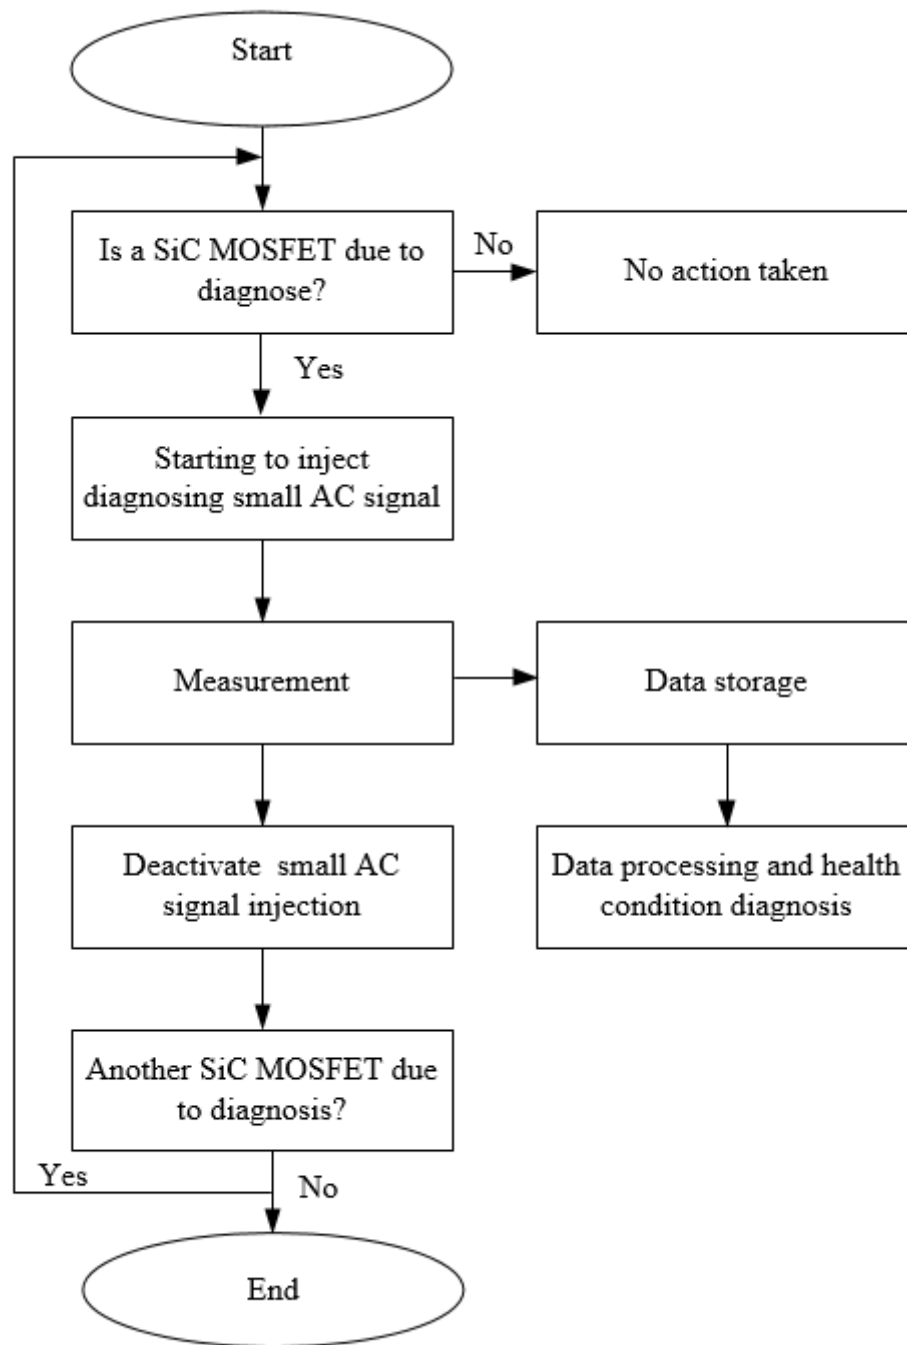 Start
Is a SiC MOSFET due to
diagnose?
No
No action taken
Yes
Starting to inject
diagnosing small AC signal
Measurement
Data storage
Deactivate  small AC
signal injection
Data processing and health
condition diagnosis
Another SiC MOSFET due
to diagnosis?
Yes
No
End